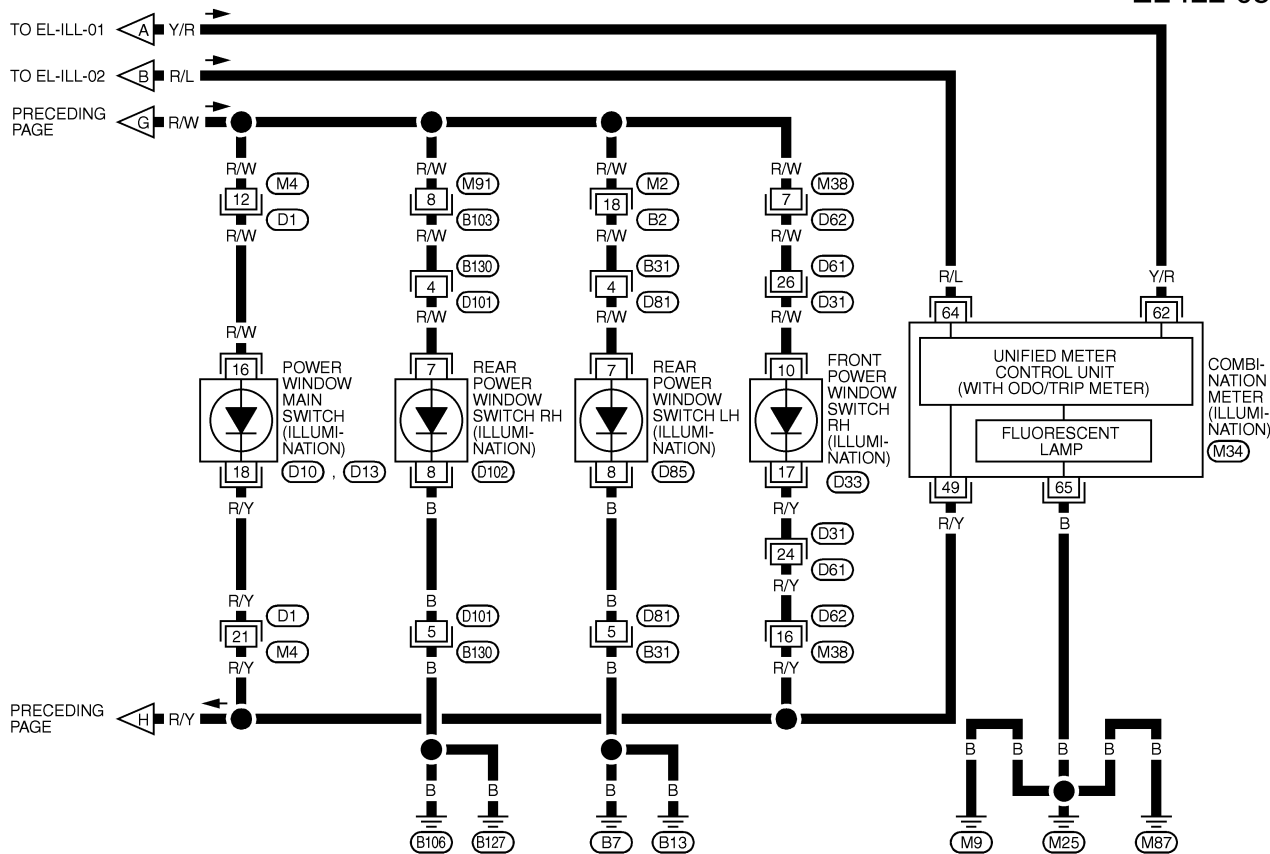 TO EL-ILL-01 A Y/R
TO EL-ILL-02 B R/L
PRECEDING
PAGE
G R/W
R/W R/W R/W R/W
12 M4 8 M91 18 M2 7 M38
D1 B103 B2 D62
R/W R/W R/W R/W
4 B130 4 B31 26 D61
D101 D81 D31
R/L Y/R
R/W R/W R/W R/W
64 62
16 7 7 10
POWER
WINDOW
MAIN
SWITCH
(ILLUMI-
NATION)
D10 , D13
REAR
POWER
WINDOW
SWITCH RH
(ILLUMI-
NATION)
D102
REAR
POWER
WINDOW
SWITCH LH
(ILLUMI-
NATION)
D85
FRONT
POWER
WINDOW
SWITCH
RH
(ILLUMI-
NATION)
D33
UNIFIED METER
CONTROL UNIT
(WITH ODO/TRIP METER)
FLUORESCENT
LAMP
COMBI-
NATION
METER
(ILLUMI-
NATION)
M34
18 8 8 17
49 65
R/Y B B R/Y
R/Y B
24 D31
D61
R/Y B B R/Y
21 D1 5 D101 5 D81 16 D62
M4 B130 B31 M38
R/Y B B R/Y
PRECEDING
PAGE
H R/Y
B B B B B
B B B B
B106 B127 B7 B13 M9 M25 M87